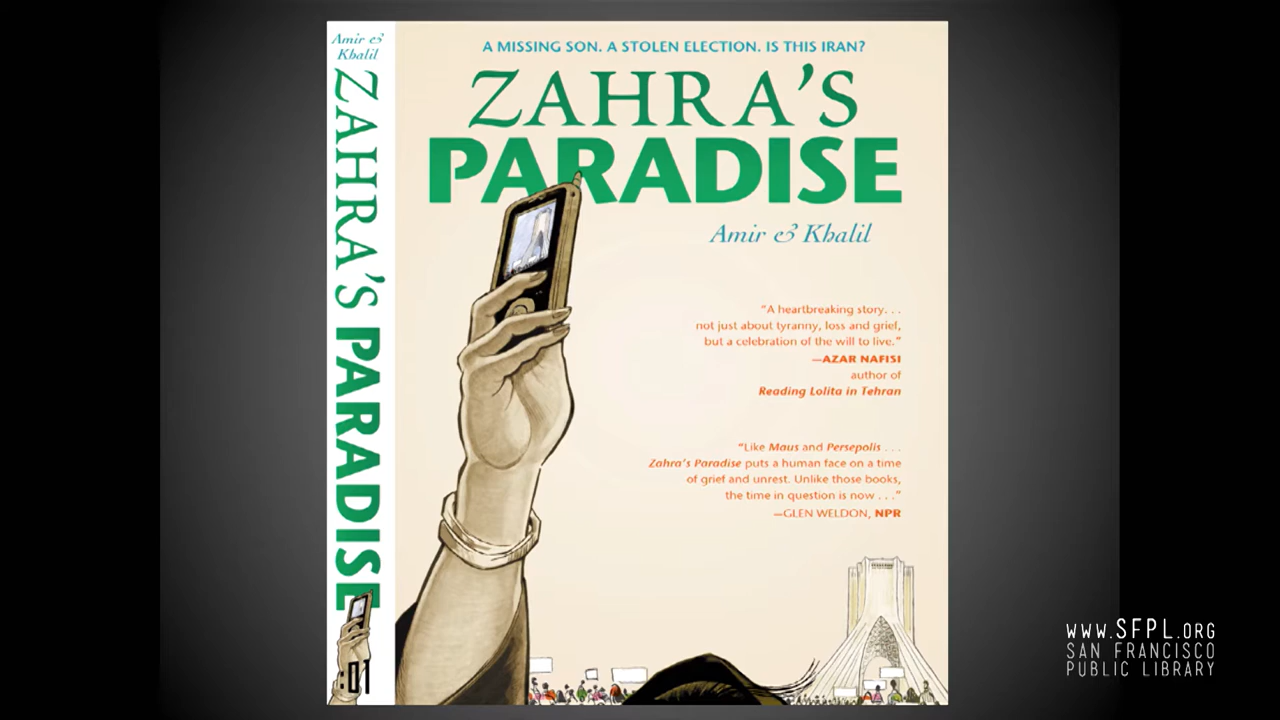 Amir &
Khalil
ZAHRA'S PARADISE
:01
A MISSING SON. A STOLEN ELECTION. IS THIS IRAN?
ZAHRA'S
PARADISE
Amir & Khalil
"A heartbreaking story. . .
not just about tyranny, loss and grief,
but a celebration of the will to live."
—AZAR NAFISI
author of
Reading Lolita in Tehran
"Like Maus and Persepolis . . .
Zahra's Paradise puts a human face on a time
of grief and unrest. Unlike those books,
the time in question is now . . ."
—GLEN WELDON, NPR
www.SFPL.ORG
SAN FRANCISCO
PUBLIC LIBRARY